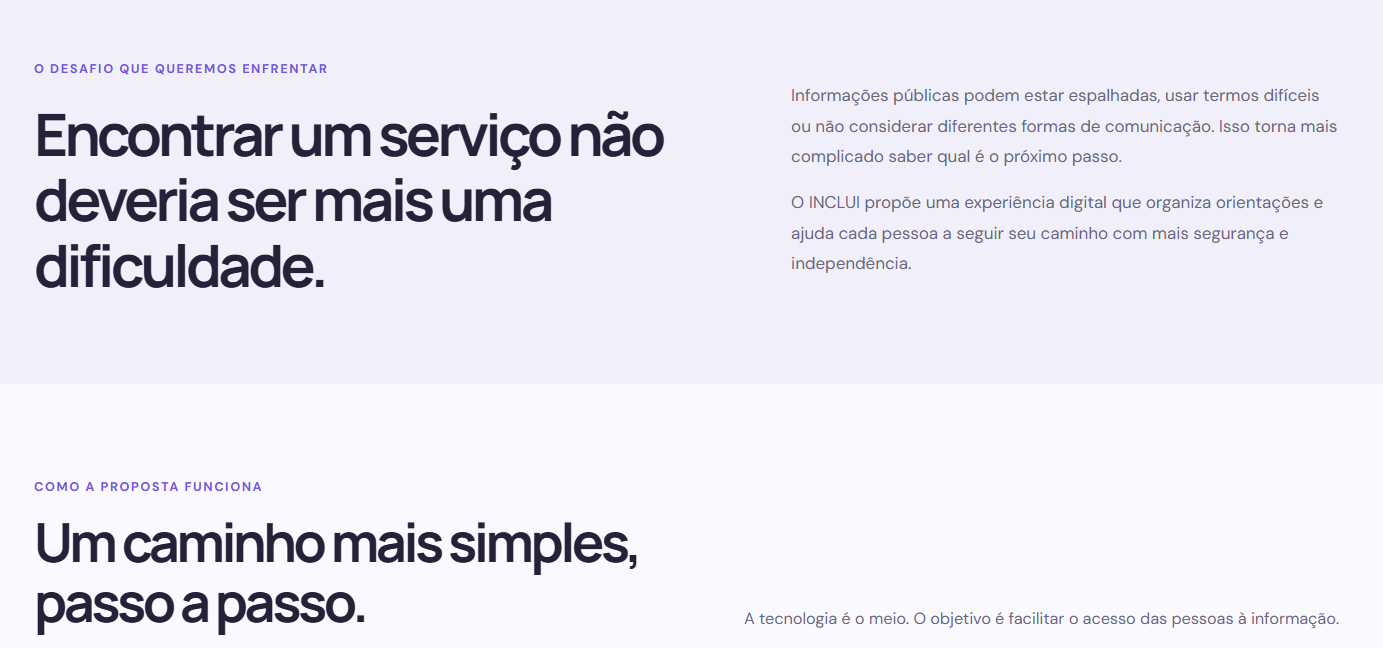 O DESAFIO QUE QUEREMOS ENFRENTAR
Encontrar um serviço não
deveria ser mais uma
dificuldade.
Informações públicas podem estar espalhadas, usar termos difíceis
ou não considerar diferentes formas de comunicação. Isso torna mais
complicado saber qual é o próximo passo.
O INCLUI propõe uma experiência digital que organiza orientações e
ajuda cada pessoa a seguir seu caminho com mais segurança e
independência.
COMO A PROPOSTA FUNCIONA
Um caminho mais simples,
passo a passo.
A tecnologia é o meio. O objetivo é facilitar o acesso das pessoas à informação.